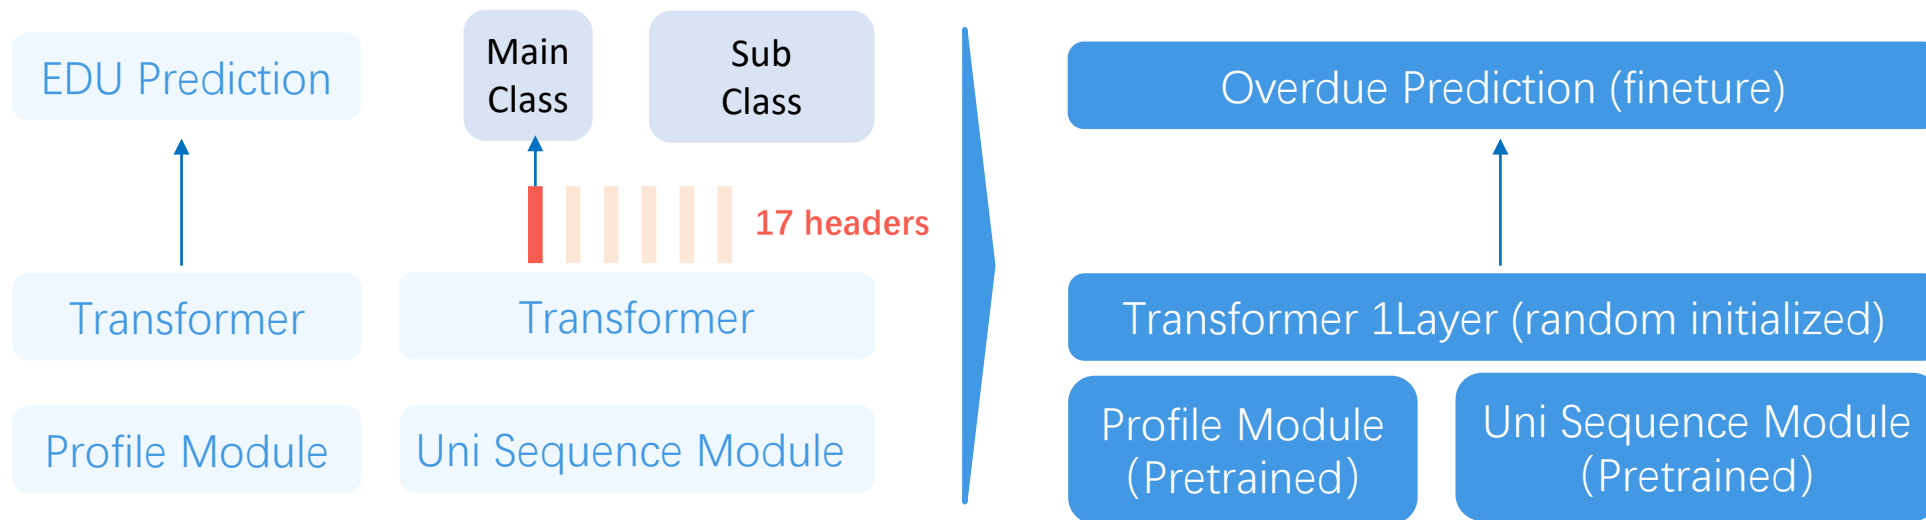 EDU Prediction
Main
Class
Sub
Class
17 headers
Transformer
Transformer
Profile Module
Uni Sequence Module
Overdue Prediction (fineture)
Transformer 1Layer (random initialized)
Profile Module
（Pretrained）
Uni Sequence Module
（Pretrained）